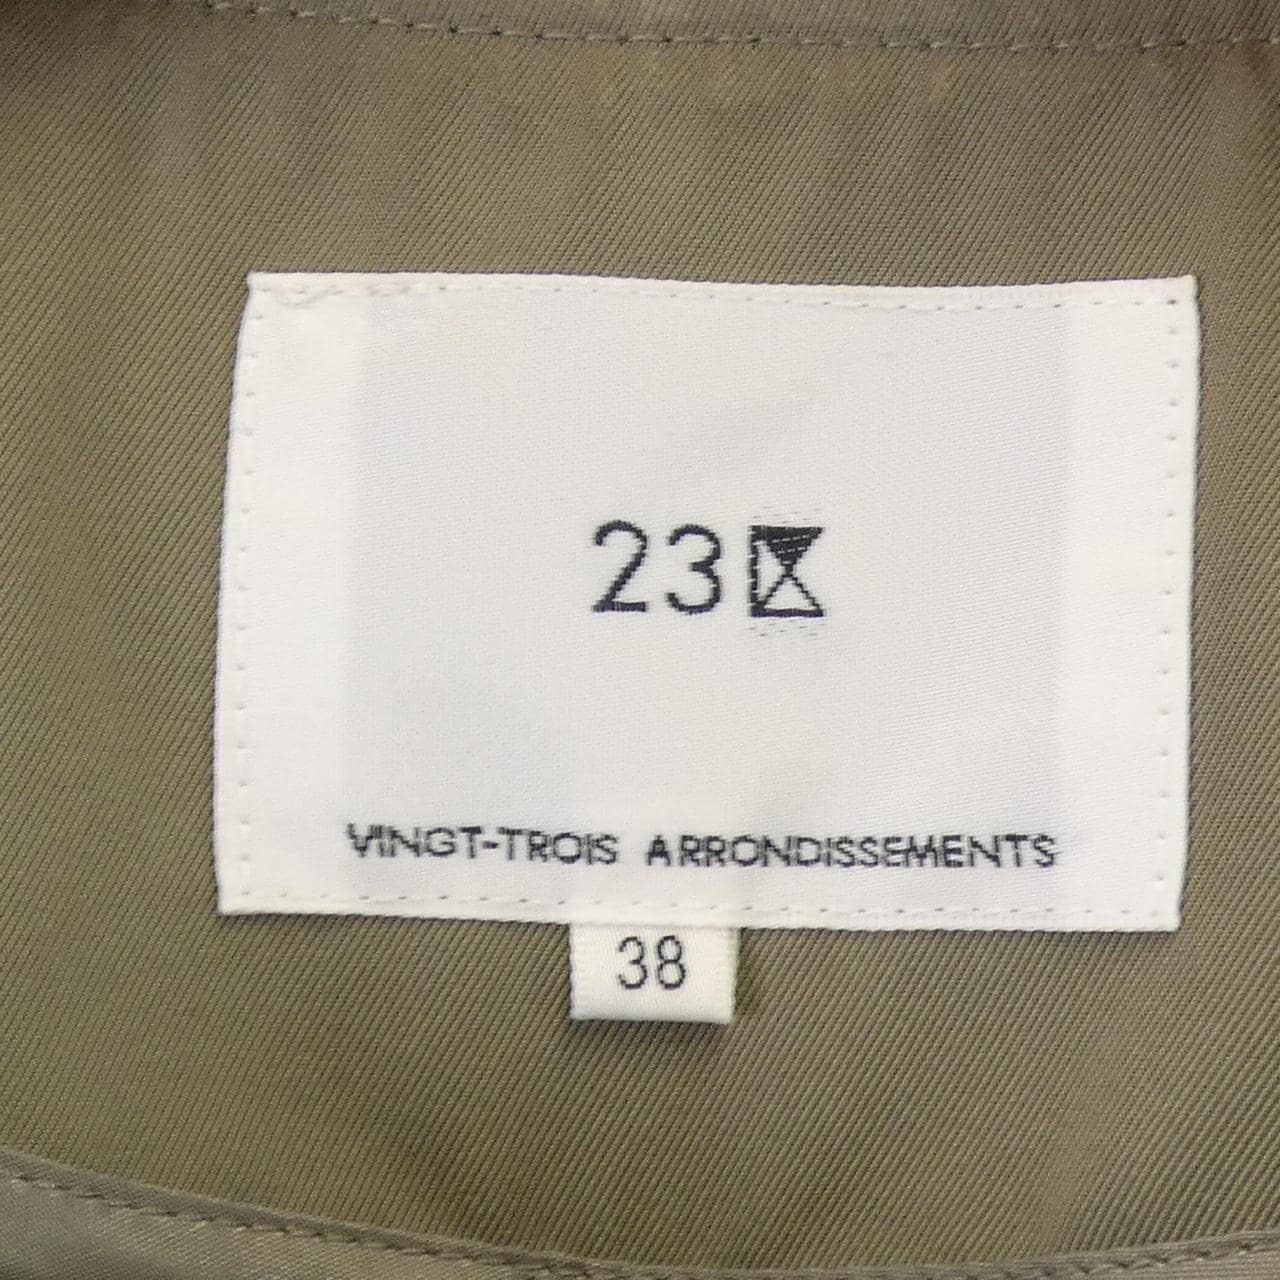 23区
VINGT-TROIS ARRONDISSEMENTS
38